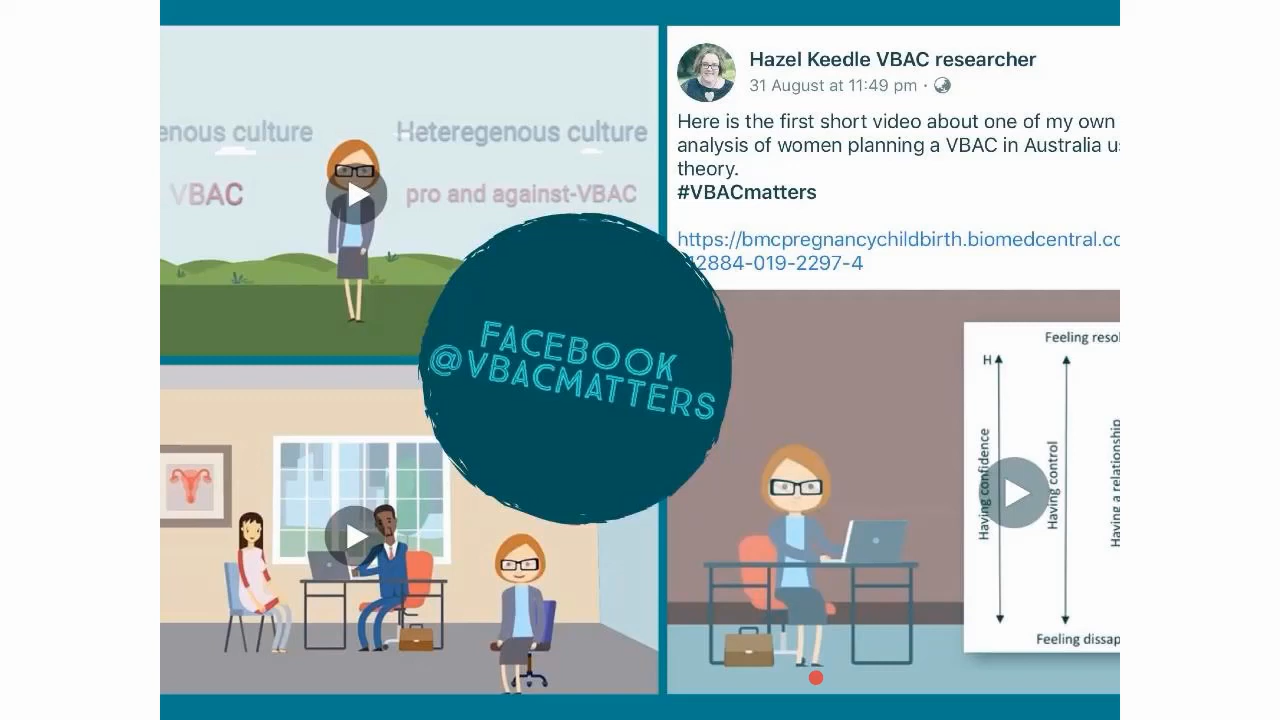 enous culture
Heteregenous culture
VBAC
pro and against-VBAC
Hazel Keedle VBAC researcher
31 August at 11:49 pm ·
Here is the first short video about one of my own
analysis of women planning a VBAC in Australia u
theory.
#VBACmatters
https://bmcpregnancychildbirth.biomedcentral.co
12884-019-2297-4
FACEBOOK
@VBACMATTERS
Feeling resol
H
Having confidence
Having control
Having a relationship
Feeling dissap